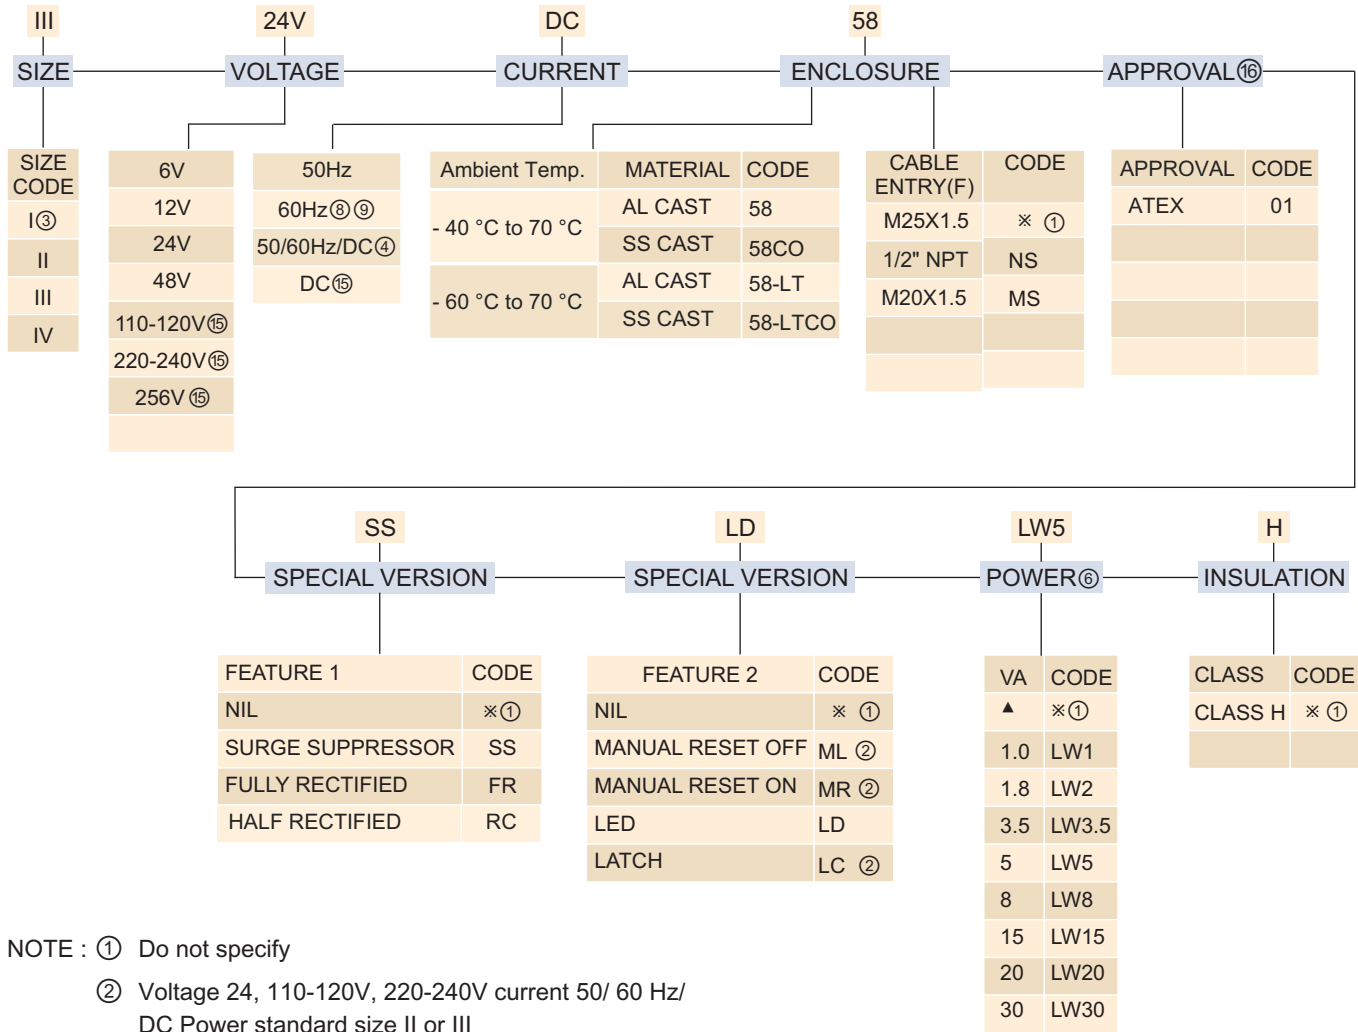 III 24V DC 58
SIZE VOLTAGE CURRENT ENCLOSURE APPROVAL⑯
SIZE CODE
I③
II
III
IV
6V
12V
24V
48V
110-120V⑮
220-240V⑮
256V⑮
50Hz
60Hz⑧⑨
50/60Hz/DC④
DC⑮
Ambient Temp. MATERIAL CODE
- 40 °C to 70 °C AL CAST 58
SS CAST 58CO
- 60 °C to 70 °C AL CAST 58-LT
SS CAST 58-LTCO
CABLE ENTRY(F) CODE
M25X1.5 ※ ①
1/2" NPT NS
M20X1.5 MS
APPROVAL CODE
ATEX 01
SS LD LW5 H
SPECIAL VERSION SPECIAL VERSION POWER⑥ INSULATION
FEATURE 1 CODE
NIL ※①
SURGE SUPPRESSOR SS
FULLY RECTIFIED FR
HALF RECTIFIED RC
FEATURE 2 CODE
NIL ※ ①
MANUAL RESET OFF ML ②
MANUAL RESET ON MR ②
LED LD
LATCH LC ②
VA CODE
▲ ※①
1.0 LW1
1.8 LW2
3.5 LW3.5
5 LW5
8 LW8
15 LW15
20 LW20
30 LW30
CLASS CODE
CLASS H ※ ①
NOTE : ① Do not specify
② Voltage 24, 110-120V, 220-240V current 50/ 60 Hz/
DC Power standard size II or III